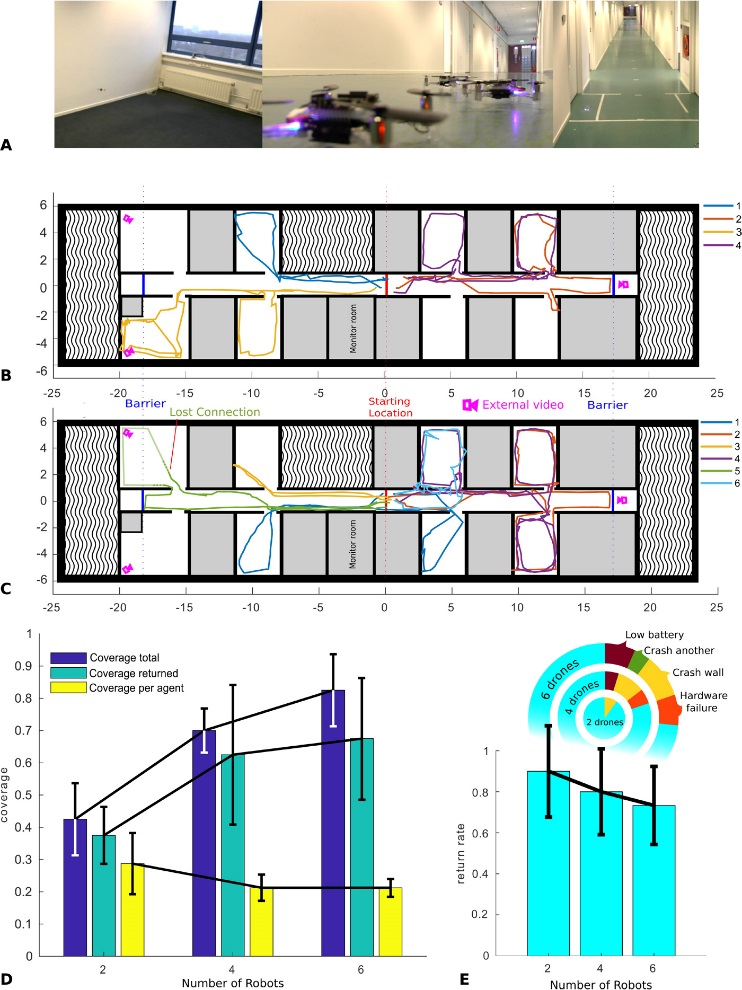 A
6
4
2
0
-2
-4
-6
1
2
3
4
Monitor room
B
-25
-20
-15
-10
-5
0
5
10
15
20
25
Barrier
Starting
Location
External video
Barrier
Lost Connection
6
4
2
0
-2
-4
-6
1
2
3
4
5
6
Monitor room
C
-25
-20
-15
-10
-5
0
5
10
15
20
25
1
0.9
0.8
0.7
0.6
0.5
0.4
0.3
0.2
0.1
0
coverage
Coverage total
Coverage returned
Coverage per agent
2
4
6
D
Number of Robots
Low battery
Crash another
Crash wall
Hardware
failure
6 drones
4 drones
2 drones
1
0.8
0.6
0.4
0.2
0
return rate
2
4
6
E
Number of Robots